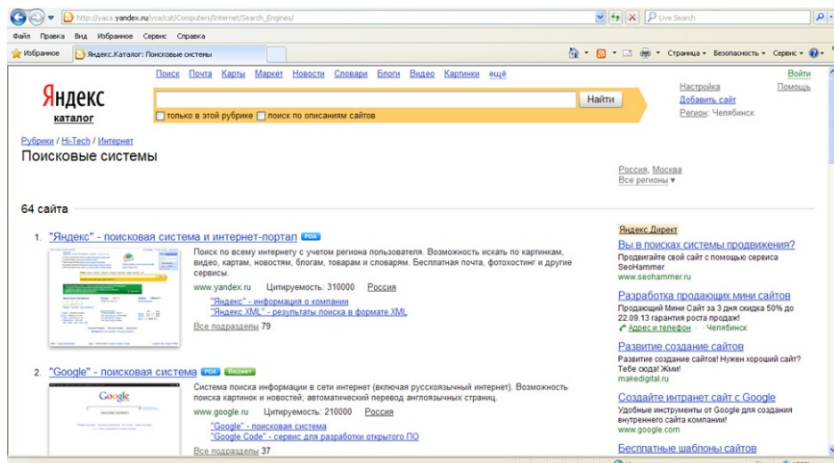 http://yaca.yandex.ru/yca/cat/Computers/Internet/Search_Engines/
Live Search
Файл Правка Вид Избранное Сервис Справка
Избранное Яндекс.Каталог: Поисковые системы
Страница Безопасность Сервис
Поиск Почта Карты Маркет Новости Словари Блоги Видео Картинки ещё
Войти
Яндекс
каталог
Найти
только в этой рубрике поиск по описаниям сайтов
Настройка Помощь
Добавить сайт
Регион: Челябинск
Рубрики / Hi-Tech / Интернет
Поисковые системы
Россия, Москва
Все регионы ▼
64 сайта
1. "Яндекс" - поисковая система и интернет-портал PDA
Поиск по всему интернету с учетом региона пользователя. Возможность искать по картинкам,
видео, картам, новостям, блогам, товарам и словарям. Бесплатная почта, фотохостинг и другие
сервисы.
www.yandex.ru Цитируемость: 310000 Россия
"Яндекс" - информация о компании
"Яндекс.XML" - результаты поиска в формате XML
Все подразделы 79
2. "Google" - поисковая система PDA Виджет
Google
Система поиска информации в сети интернет (включая русскоязычный интернет). Возможность
поиска картинок и новостей; автоматический перевод англоязычных страниц.
www.google.ru Цитируемость: 210000 Россия
"Google" - поисковая система
"Google Code" - сервис для разработки открытого ПО
Все подразделы 37
Яндекс.Директ
Вы в поисках системы продвижения?
Продвигайте свой сайт с помощью сервиса
SeoHammer
www.seohammer.ru
Разработка продающих мини сайтов
Продающий Мини Сайт за 3 дня скидка 50% до
22.09.13 гарантия роста продаж!
Адрес и телефон · Челябинск
Развитие создание сайтов
Развитие создание сайтов! Нужен хороший сайт?
Тебе сюда! Жми!
makedigital.ru
Создайте интранет сайт с Google
Удобные инструменты от Google для создания
внутреннего сайта компании!
www.google.com
Бесплатные шаблоны сайтов